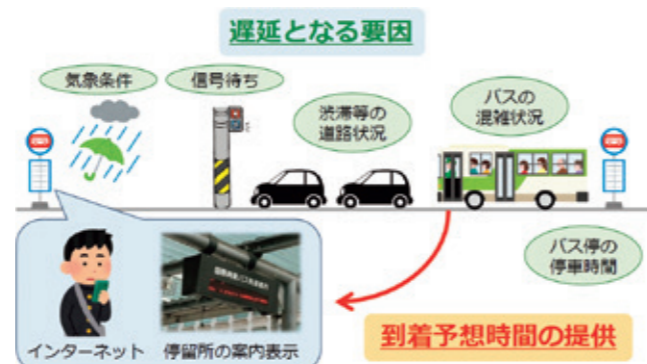 遅延となる要因
気象条件
信号待ち
渋滞等の
道路状況
バスの
混雑状況
バス停の
停車時間
インターネット
停留所の案内表示
到着予想時間の提供